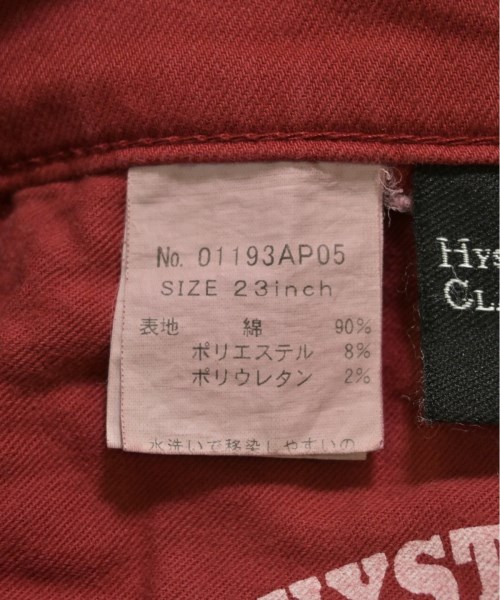 No. 01193AP05
SIZE 23inch
表地 綿 90%
ポリエステル 8%
ポリウレタン 2%
水洗いで移染しやすいの
Hys
Cla
HYST